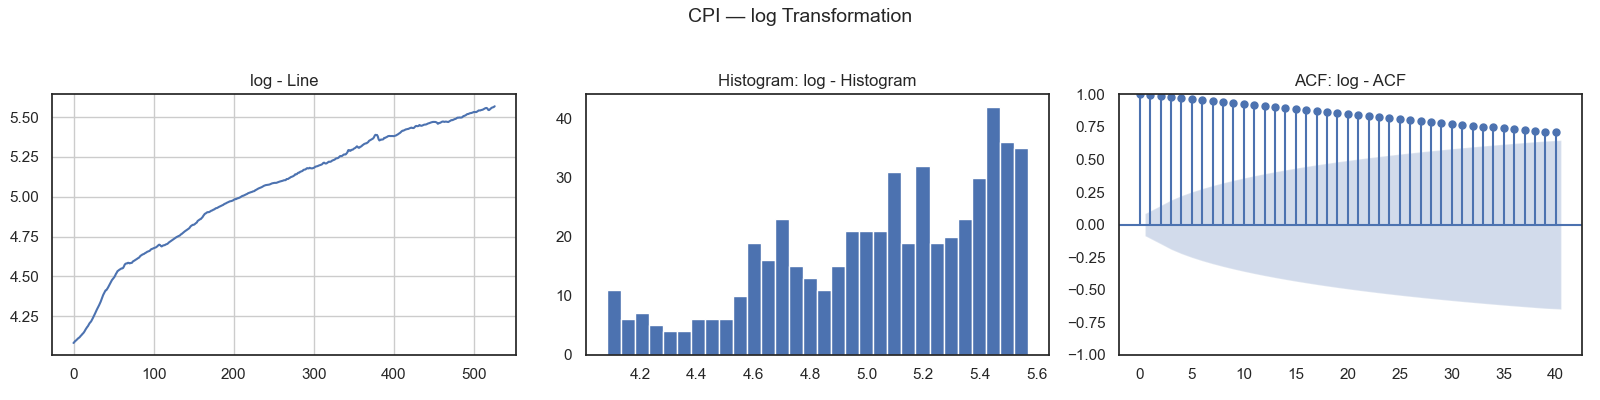 CPI — log Transformation
log - Line
5.50
5.25
5.00
4.75
4.50
4.25
0 100 200 300 400 500
Histogram: log - Histogram
40
30
20
10
0
4.2 4.4 4.6 4.8 5.0 5.2 5.4 5.6
ACF: log - ACF
1.00
0.75
0.50
0.25
0.00
−0.25
−0.50
−0.75
−1.00
0 5 10 15 20 25 30 35 40